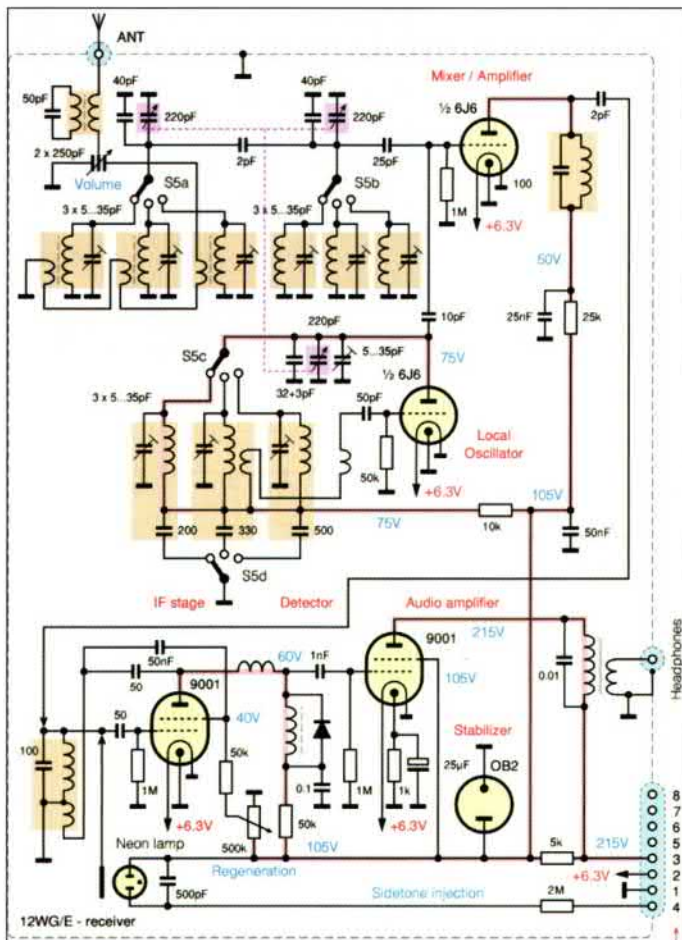 ANT
40pF
40pF
Mixer / Amplifier
50pF
220pF
220pF
½ 6J6
2pF
2 x 250pF
2pF
25pF
Volume
S5a
S5b
1M
100
+6.3V
3 x 5...35pF
3 x 5...35pF
50V
25nF
25k
10pF
220pF
S5c
5...35pF
75V
½ 6J6
32+3pF
3 x 5...35pF
50pF
Local
Oscillator
50k
+6.3V
105V
75V
10k
200
330
500
50nF
S5d
IF stage
Detector
Audio amplifier
50nF
60V
1nF
9001
215V
50
9001
0.01
105V
Headphones
50
40V
Stabilizer
100
50k
25µF
OB2
1M
0.1
1M
1k
8
7
6
5
3
2
1
4
+6.3V
50k
+6.3V
Neon lamp
500k
105V
5k
215V
Regeneration
+6.3V
500pF
Sidetone injection
2M
12WG/E - receiver